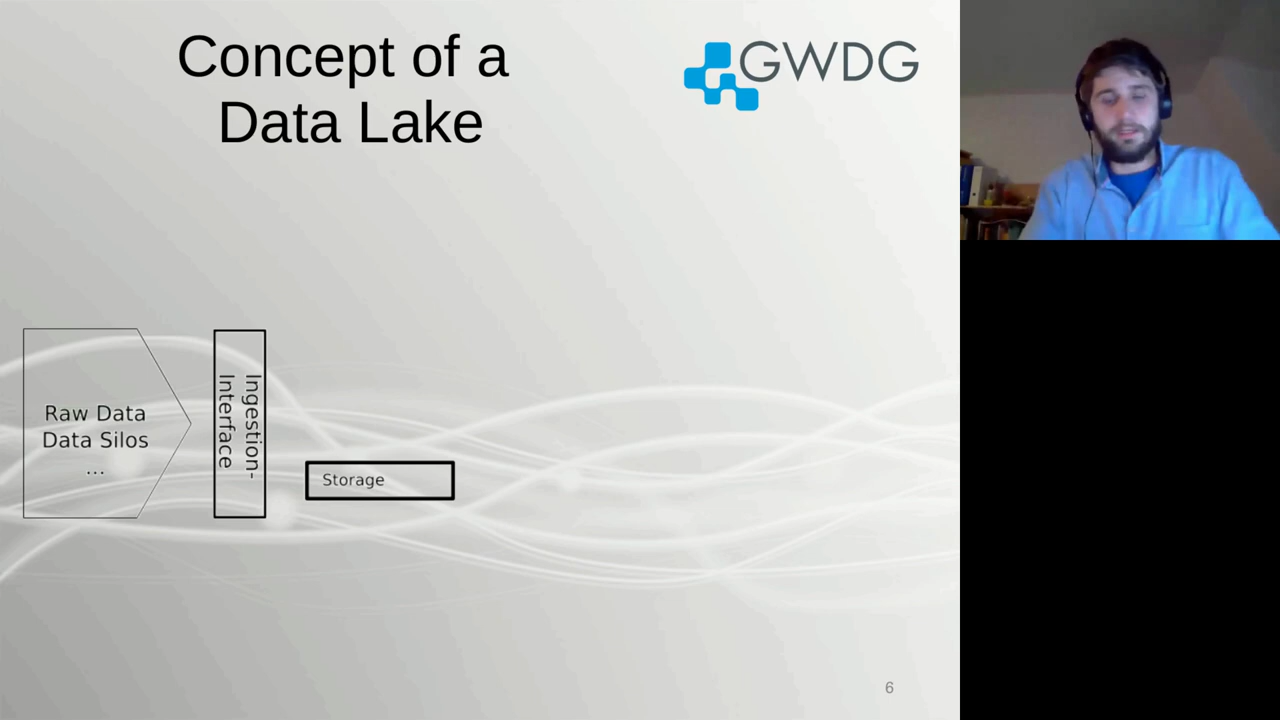 Concept of a
Data Lake
GWDG
Raw Data
Data Silos
...
Ingestion-
Interface
Storage
6